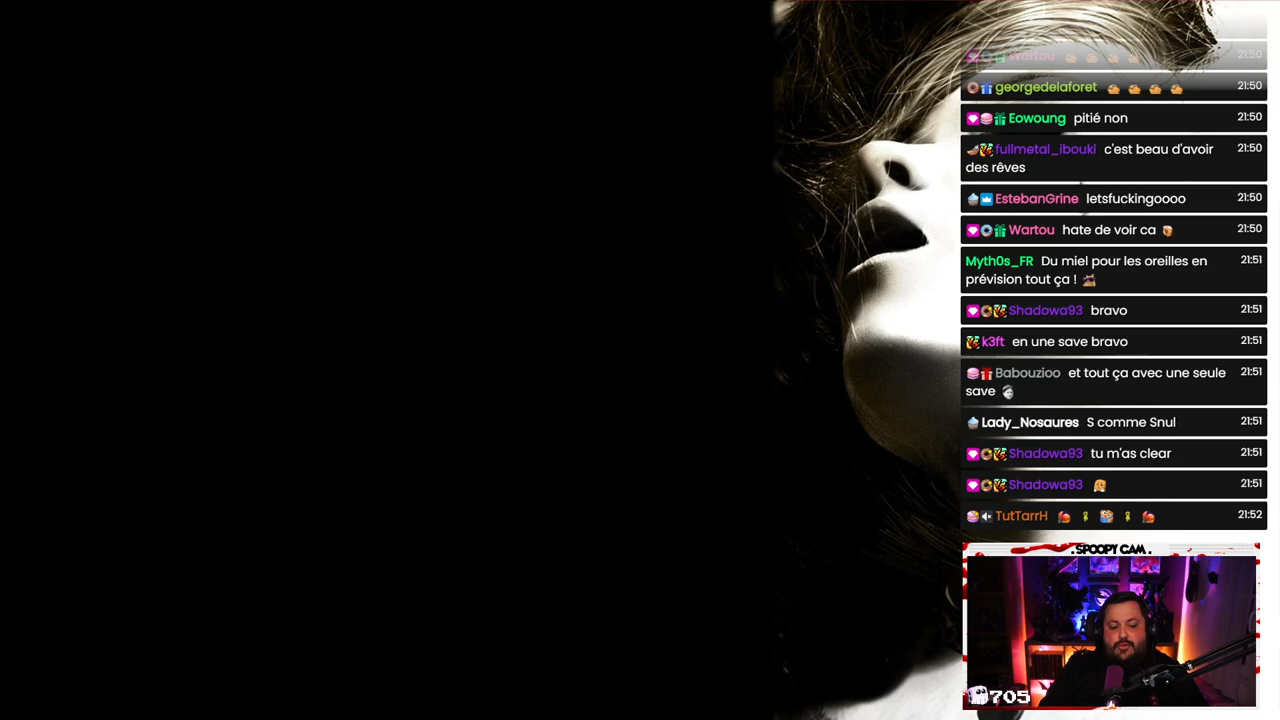 Wartou 21:50
georgedelaforet 21:50
Eowoung pitié non 21:50
fullmetal_ibouki c'est beau d'avoir 21:50
des rêves
EstebanGrine letsfuckingoooo 21:50
Wartou hate de voir ca 21:50
Myth0s_FR Du miel pour les oreilles en 21:51
prévision tout ça !
Shadowa93 bravo 21:51
k3ft en une save bravo 21:51
Babouzioo et tout ça avec une seule 21:51
save
Lady_Nosaures S comme Snul 21:51
Shadowa93 tu m'as clear 21:51
Shadowa93 21:51
TutTarrH 21:52
. SPOOPY CAM .
705